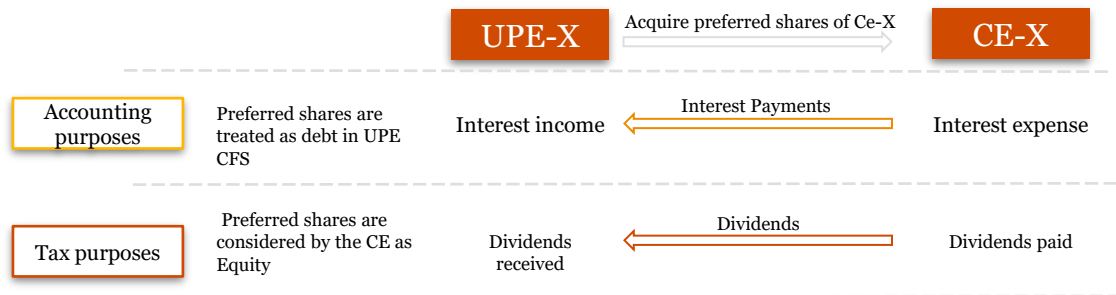 UPE-X
Acquire preferred shares of Ce-X
CE-X
Accounting
purposes
Preferred shares are
treated as debt in UPE
CFS
Interest income
Interest Payments
Interest expense
Tax purposes
Preferred shares are
considered by the CE as
Equity
Dividends
received
Dividends
Dividends paid